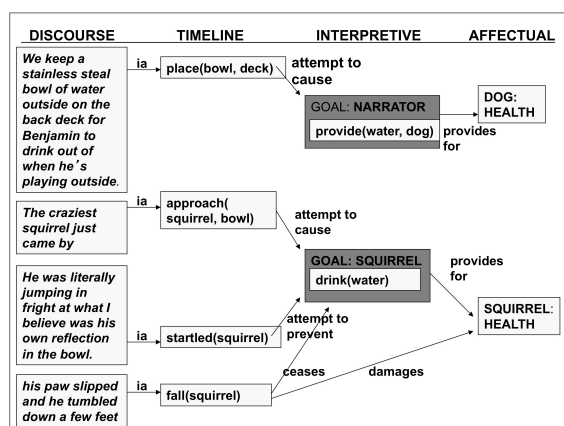 DISCOURSE TIMELINE INTERPRETIVE AFFECTUAL
We keep a
stainless steal
bowl of water
outside on the
back deck for
Benjamin to
drink out of
when he's
playing outside.
ia
place(bowl, deck)
attempt to
cause
GOAL: NARRATOR
provide(water, dog)
provides
for
DOG:
HEALTH
The craziest
squirrel just
came by
ia
approach(
squirrel, bowl)
attempt to
cause
GOAL: SQUIRREL
drink(water)
provides
for
SQUIRREL:
HEALTH
He was literally
jumping in
fright at what I
believe was his
own reflection
in the bowl.
ia
startled(squirrel)
attempt to
prevent
his paw slipped
and he tumbled
down a few feet
ia
fall(squirrel)
ceases
damages